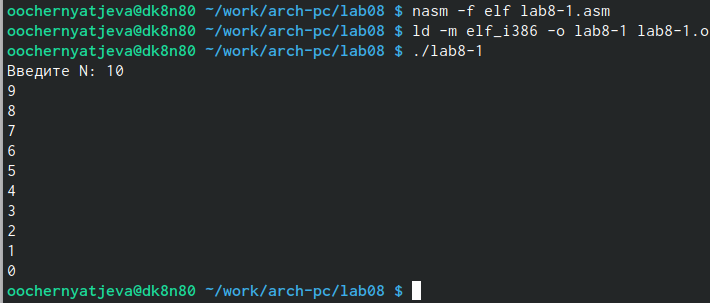 oochernyatjeva@dk8n80 ~/work/arch-pc/lab08 $ nasm -f elf lab8-1.asm
oochernyatjeva@dk8n80 ~/work/arch-pc/lab08 $ ld -m elf_i386 -o lab8-1 lab8-1.o
oochernyatjeva@dk8n80 ~/work/arch-pc/lab08 $ ./lab8-1
Введите N: 10
9
8
7
6
5
4
3
2
1
0
oochernyatjeva@dk8n80 ~/work/arch-pc/lab08 $